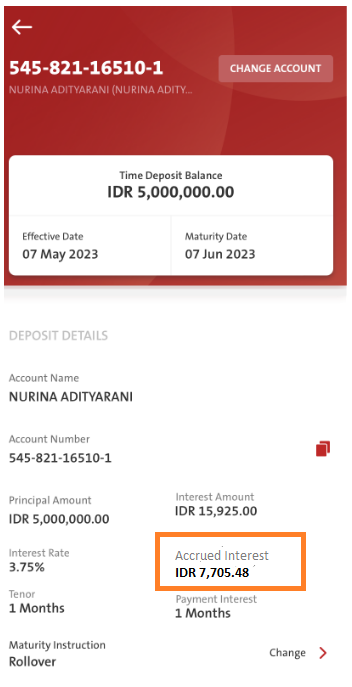 545-821-16510-1
CHANGE ACCOUNT
NURINA ADITYARANI (NURINA ADITY...
Time Deposit Balance
IDR 5,000,000.00
Effective Date
07 May 2023
Maturity Date
07 Jun 2023
DEPOSIT DETAILS
Account Name
NURINA ADITYARANI
Account Number
545-821-16510-1
Principal Amount
IDR 5,000,000.00
Interest Amount
IDR 15,925.00
Interest Rate
3.75%
Accrued Interest
IDR 7,705.48
Tenor
1 Months
Payment Interest
1 Months
Maturity Instruction
Rollover
Change